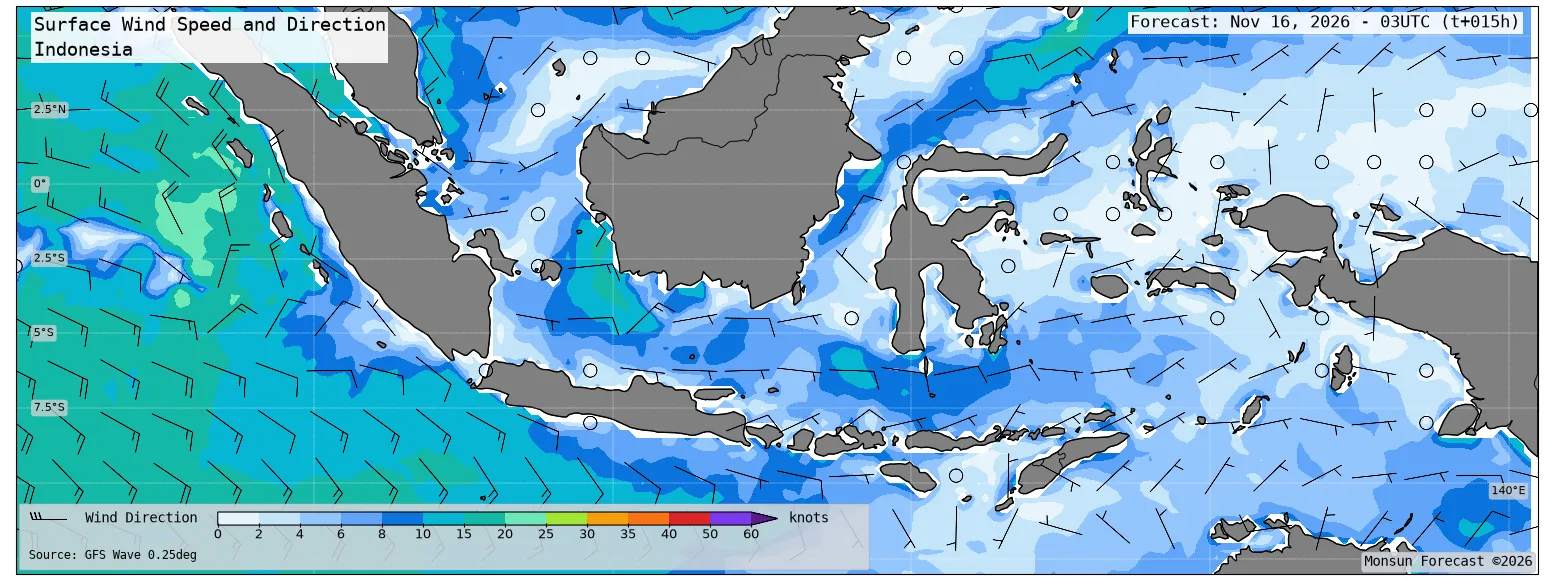 Surface Wind Speed and Direction
Indonesia
Forecast: Nov 16, 2026 - 03UTC (t+015h)
2.5°N
0°
2.5°S
5°S
7.5°S
140°E
Wind Direction
0 2 4 6 8 10 15 20 25 30 35 40 50 60
knots
Source: GFS Wave 0.25deg
Monsun Forecast ©2026